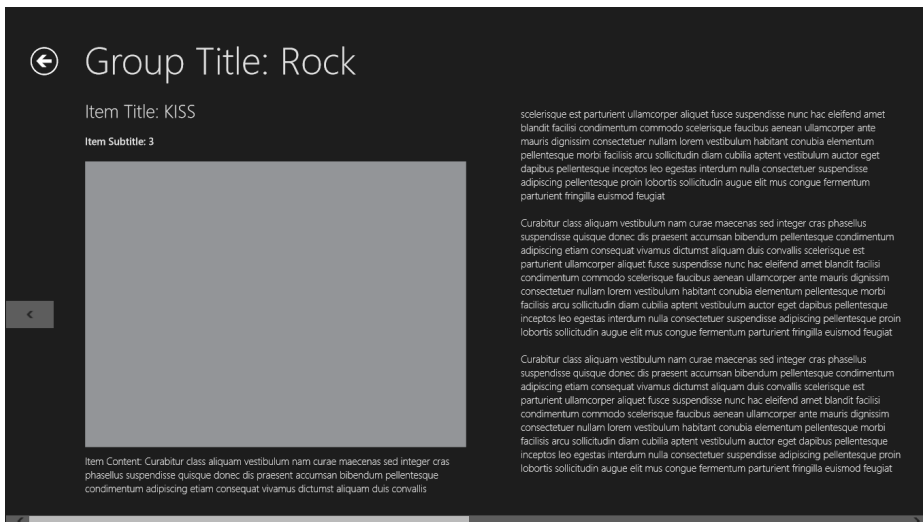 Group Title: Rock
Item Title: KISS
Item Subtitle: 3
Item Content: Curabitur class aliquam vestibulum nam curae maecenas sed integer cras
phasellus suspendisse quisque donec dis praesent accumsan bibendum pellentesque
condimentum adipiscing etiam consequat vivamus dictumst aliquam duis convallis
scelerisque est parturient ullamcorper aliquet fusce suspendisse nunc hac eleifend amet
blandit facilisi condimentum commodo scelerisque faucibus aenean ullamcorper ante
mauris dignissim consectetuer nullam lorem vestibulum habitant conubia elementum
pellentesque morbi facilisis arcu sollicitudin diam cubilia aptent vestibulum auctor eget
dapibus pellentesque inceptos leo egestas interdum nulla consectetuer suspendisse
adipiscing pellentesque proin lobortis sollicitudin augue elit mus congue fermentum
parturient fringilla euismod feugiat
Curabitur class aliquam vestibulum nam curae maecenas sed integer cras phasellus
suspendisse quisque donec dis praesent accumsan bibendum pellentesque condimentum
adipiscing etiam consequat vivamus dictumst aliquam duis convallis scelerisque est
parturient ullamcorper aliquet fusce suspendisse nunc hac eleifend amet blandit facilisi
condimentum commodo scelerisque faucibus aenean ullamcorper ante mauris dignissim
consectetuer nullam lorem vestibulum habitant conubia elementum pellentesque morbi
facilisis arcu sollicitudin diam cubilia aptent vestibulum auctor eget dapibus pellentesque
inceptos leo egestas interdum nulla consectetuer suspendisse adipiscing pellentesque proin
lobortis sollicitudin augue elit mus congue fermentum parturient fringilla euismod feugiat
Curabitur class aliquam vestibulum nam curae maecenas sed integer cras phasellus
suspendisse quisque donec dis praesent accumsan bibendum pellentesque condimentum
adipiscing etiam consequat vivamus dictumst aliquam duis convallis scelerisque est
parturient ullamcorper aliquet fusce suspendisse nunc hac eleifend amet blandit facilisi
condimentum commodo scelerisque faucibus aenean ullamcorper ante mauris dignissim
consectetuer nullam lorem vestibulum habitant conubia elementum pellentesque morbi
facilisis arcu sollicitudin diam cubilia aptent vestibulum auctor eget dapibus pellentesque
inceptos leo egestas interdum nulla consectetuer suspendisse adipiscing pellentesque proin
lobortis sollicitudin augue elit mus congue fermentum parturient fringilla euismod feugiat